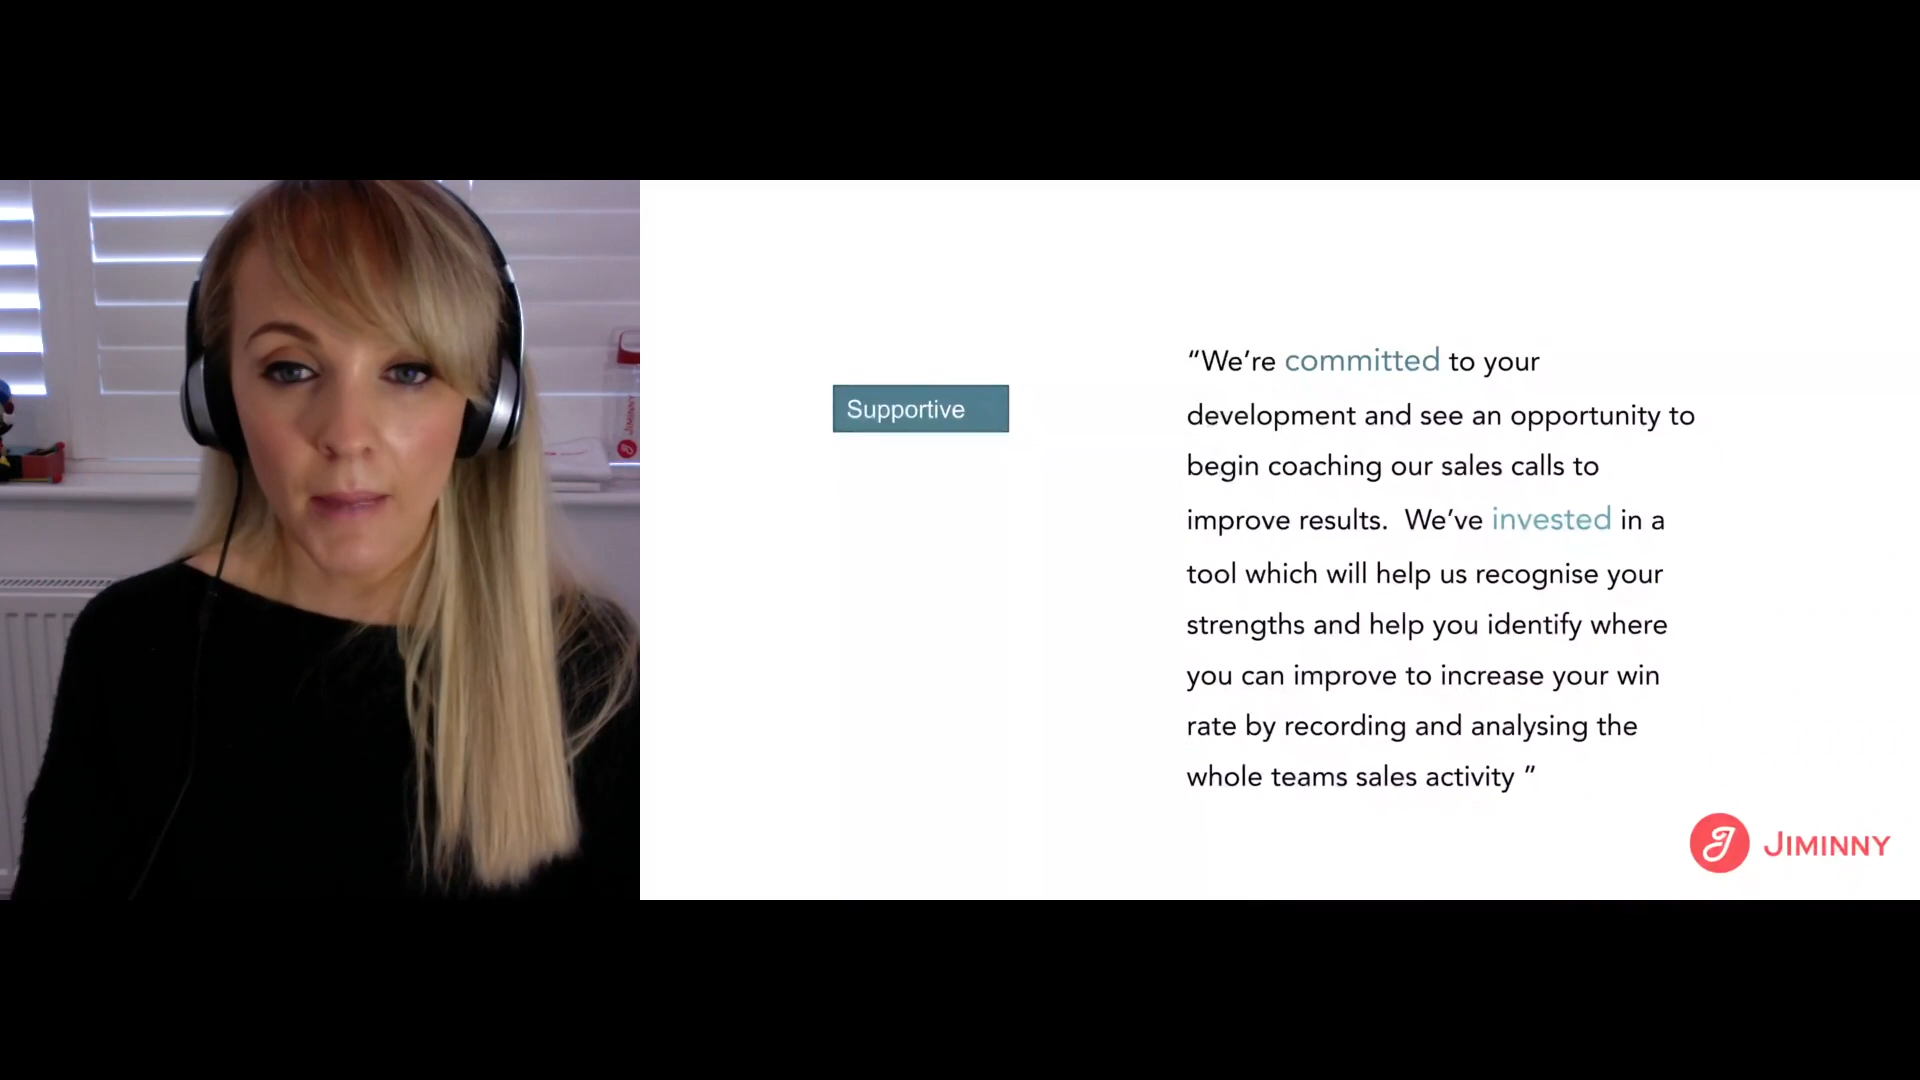 Supportive
“We’re committed to your
development and see an opportunity to
begin coaching our sales calls to
improve results.  We’ve invested in a
tool which will help us recognise your
strengths and help you identify where
you can improve to increase your win
rate by recording and analysing the
whole teams sales activity ”
JIMINNY
JIMINNY